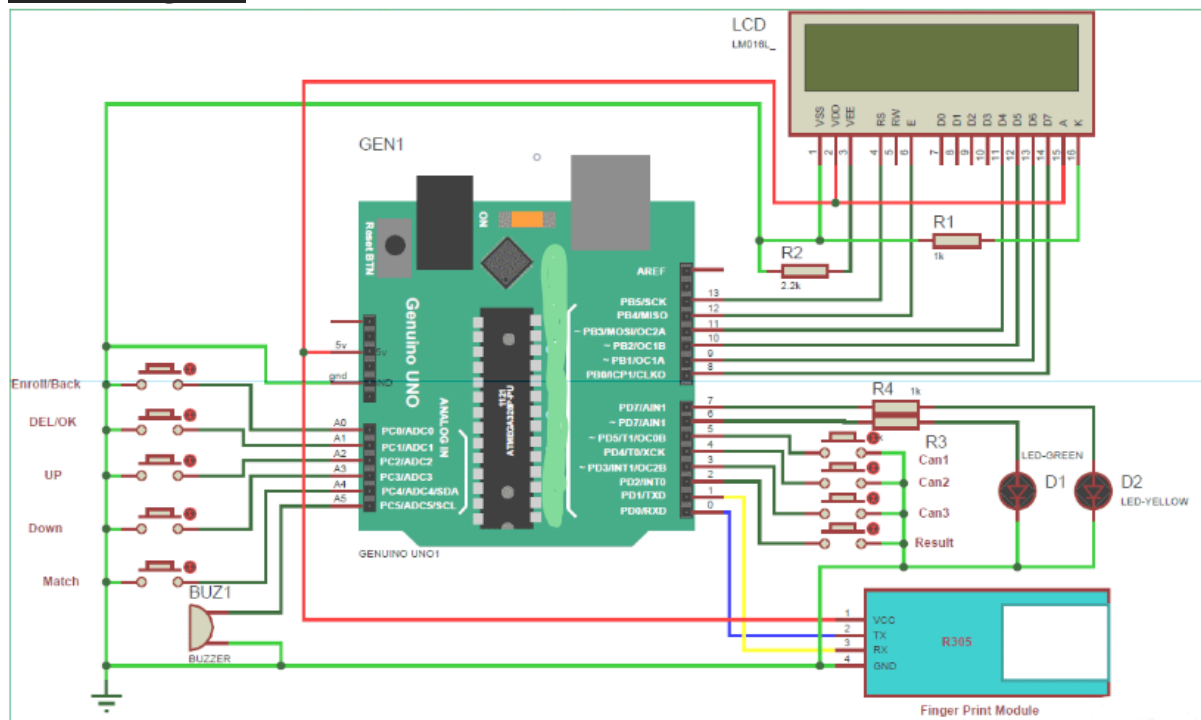 LCD
LM016L_
VSS
VDD
VEE
RS
RW
E
D0
D1
D2
D3
D4
D5
D6
D7
A
K
1
2
3
4
5
6
7
8
9
10
11
12
13
14
15
16
GEN1
ON
Reset BTN
R1
1k
R2
2.2k
AREF
PB5/SCK
13
PB4/MISO
12
~ PB3/MOSI/OC2A
11
~ PB2/OC1B
10
~ PB1/OC1A
9
PB0/ICP1/CLKO
8
Genuino UNO
5v
5v
gnd
ANALOG IN
1121
ATMEGA328P-PU
Enroll/Back
DEL/OK
UP
Down
Match
A0
PC0/ADC0
A1
PC1/ADC1
A2
PC2/ADC2
A3
PC3/ADC3
A4
PC4/ADC4/SDA
A5
PC5/ADC5/SCL
PD7/AIN1
7
~ PD7/AIN1
6
~ PD5/T1/OC0B
5
PD4/T0/XCK
4
~ PD3/INT1/OC2B
3
PD2/INT0
2
PD1/TXD
1
PD0/RXD
0
R4
1k
R3
Can1
Can2
Can3
Result
LED-GREEN
D1
D2
LED-YELLOW
GENUINO UNO1
BUZ1
BUZZER
1
VCC
2
TX
3
RX
4
GND
R305
Finger Print Module